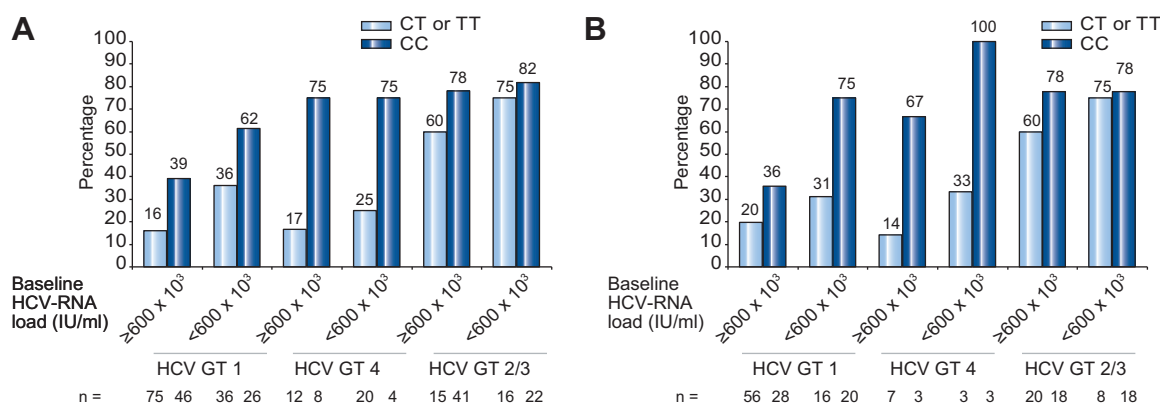 A
CT or TT
CC
Percentage
100
90
80
70
60
50
40
30
20
10
0
16 39 36 62 17 75 25 75 60 78 75 82
Baseline
HCV-RNA
load (IU/ml)
≥600 x 10³ <600 x 10³ ≥600 x 10³ <600 x 10³ ≥600 x 10³ <600 x 10³
HCV GT 1 HCV GT 4 HCV GT 2/3
n = 75 46 36 26 12 8 20 4 15 41 16 22
B
CT or TT
CC
Percentage
100
90
80
70
60
50
40
30
20
10
0
20 36 31 75 14 67 33 100 60 78 75 78
Baseline
HCV-RNA
load (IU/ml)
≥600 x 10³ <600 x 10³ ≥600 x 10³ <600 x 10³ ≥600 x 10³ <600 x 10³
HCV GT 1 HCV GT 4 HCV GT 2/3
n = 56 28 16 20 7 3 3 3 20 18 8 18